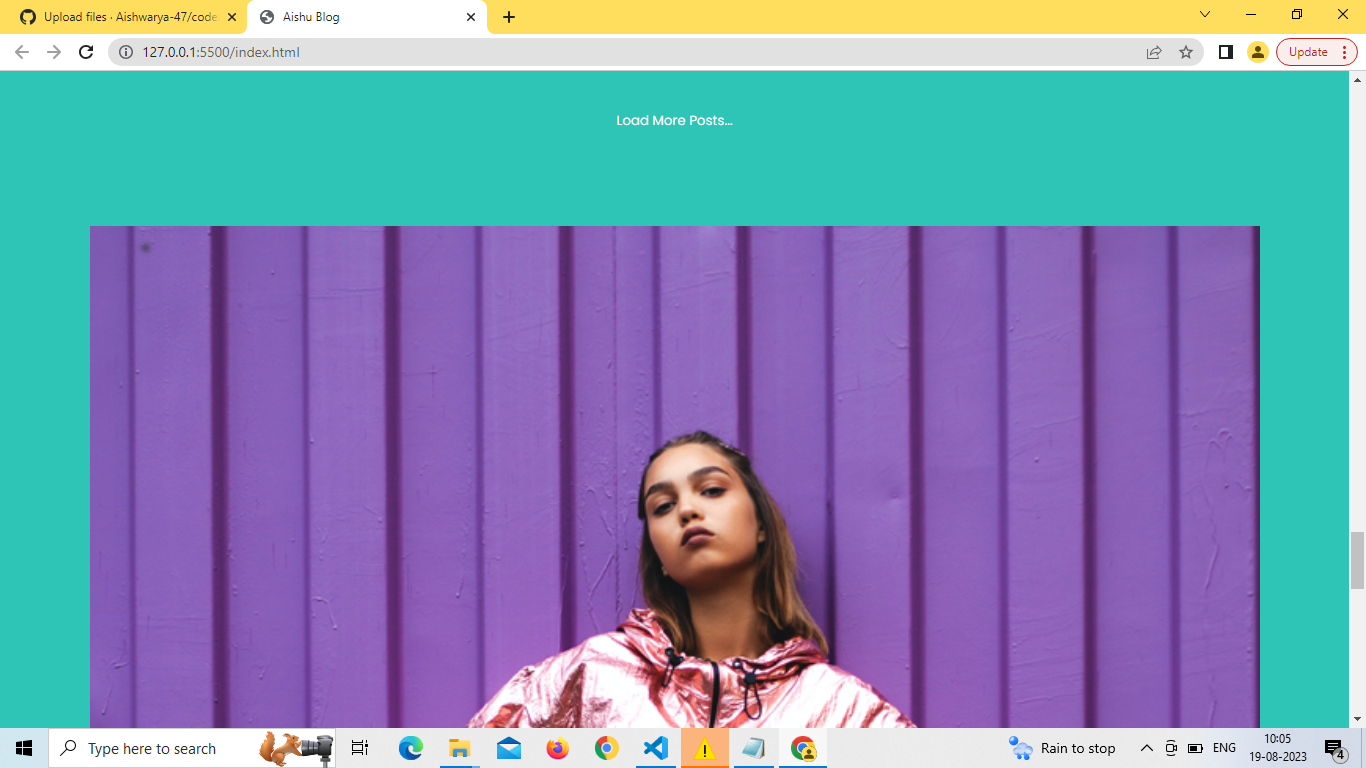 Upload files · Aishwarya-47/code
Aishu Blog
127.0.0.1:5500/index.html
Update
Load More Posts...
Type here to search
Rain to stop
ENG
10:05
19-08-2023
4